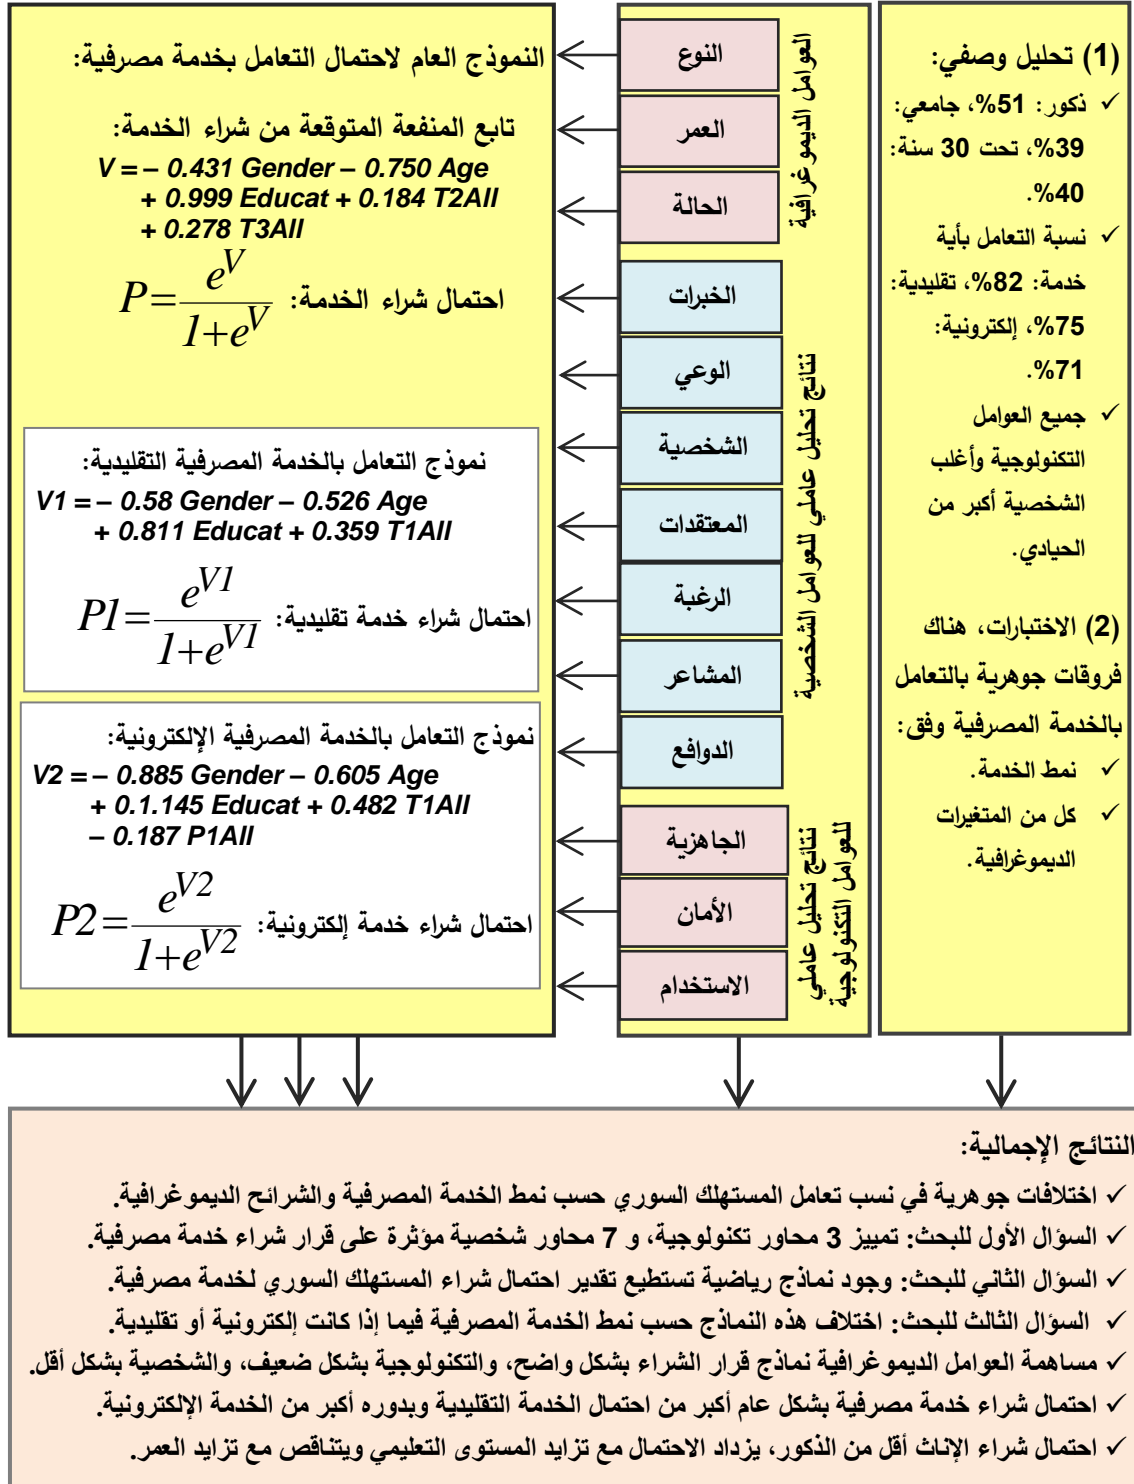 (1) تحليل وصفي:
✓ ذكور: 51%، جامعي:
39%، تحت 30 سنة:
40%.
✓ نسبة التعامل بأية
خدمة: 82%، تقليدية:
75%، إلكترونية:
71%.
✓ جميع العوامل
التكنولوجية وأغلب
الشخصية أكبر من
الحيادي.
(2) الاختبارات، هناك
فروقات جوهرية بالتعامل
بالخدمة المصرفية وفق:
✓ نمط الخدمة.
✓ كل من المتغيرات
الديموغرافية.
العوامل الديموغرافية
النوع
العمر
الحالة
نتائج تحليل عاملي للعوامل الشخصية
الخبرات
الوعي
الشخصية
المعتقدات
الرغبة
المشاعر
الدوافع
نتائج تحليل عاملي
للعوامل التكنولوجية
الجاهزية
الأمان
الاستخدام
النموذج العام لاحتمال التعامل بخدمة مصرفية:
تابع المنفعة المتوقعة من شراء الخدمة:
V = – 0.431 Gender – 0.750 Age
+ 0.999 Educat + 0.184 T2All
+ 0.278 T3All
احتمال شراء الخدمة: P = e^V / 1+e^V
نموذج التعامل بالخدمة المصرفية التقليدية:
V1 = – 0.58 Gender – 0.526 Age
+ 0.811 Educat + 0.359 T1All
احتمال شراء خدمة تقليدية: P1 = e^V1 / 1+e^V1
نموذج التعامل بالخدمة المصرفية الإلكترونية:
V2 = – 0.885 Gender – 0.605 Age
+ 0.1.145 Educat + 0.482 T1All
– 0.187 P1All
احتمال شراء خدمة إلكترونية: P2 = e^V2 / 1+e^V2
النتائج الإجمالية:
✓ اختلافات جوهرية في نسب تعامل المستهلك السوري حسب نمط الخدمة المصرفية والشرائح الديموغرافية.
✓ السؤال الأول للبحث: تمييز 3 محاور تكنولوجية، و 7 محاور شخصية مؤثرة على قرار شراء خدمة مصرفية.
✓ السؤال الثاني للبحث: وجود نماذج رياضية تستطيع تقدير احتمال شراء المستهلك السوري لخدمة مصرفية.
✓ السؤال الثالث للبحث: اختلاف هذه النماذج حسب نمط الخدمة المصرفية فيما إذا كانت إلكترونية أو تقليدية.
✓ مساهمة العوامل الديموغرافية نماذج قرار الشراء بشكل واضح، والتكنولوجية بشكل ضعيف، والشخصية بشكل أقل.
✓ احتمال شراء خدمة مصرفية بشكل عام أكبر من احتمال الخدمة التقليدية وبدوره أكبر من الخدمة الإلكترونية.
✓ احتمال شراء الإناث أقل من الذكور، يزداد الاحتمال مع تزايد المستوى التعليمي ويتناقص مع تزايد العمر.